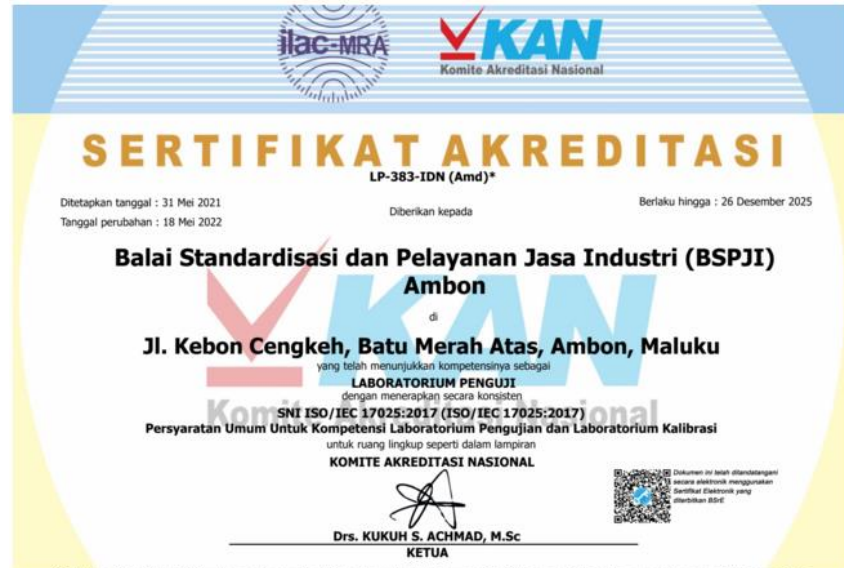 ilac-MRA
KAN
Komite Akreditasi Nasional
SERTIFIKAT AKREDITASI
LP-383-IDN (Amd)*
Ditetapkan tanggal : 31 Mei 2021
Tanggal perubahan : 18 Mei 2022
Diberikan kepada
Berlaku hingga : 26 Desember 2025
Balai Standardisasi dan Pelayanan Jasa Industri (BSPJI)
Ambon
di
Jl. Kebon Cengkeh, Batu Merah Atas, Ambon, Maluku
yang telah menunjukkan kompetensinya sebagai
LABORATORIUM PENGUJI
dengan menerapkan secara konsisten
SNI ISO/IEC 17025:2017 (ISO/IEC 17025:2017)
Persyaratan Umum Untuk Kompetensi Laboratorium Pengujian dan Laboratorium Kalibrasi
untuk ruang lingkup seperti dalam lampiran
KOMITE AKREDITASI NASIONAL
Dokumen ini telah ditandatangani
secara elektronik menggunakan
Sertifikat Elektronik yang
diterbitkan BSrE
Drs. KUKUH S. ACHMAD, M.Sc
KETUA
KAN
Komite Akreditasi Nasional